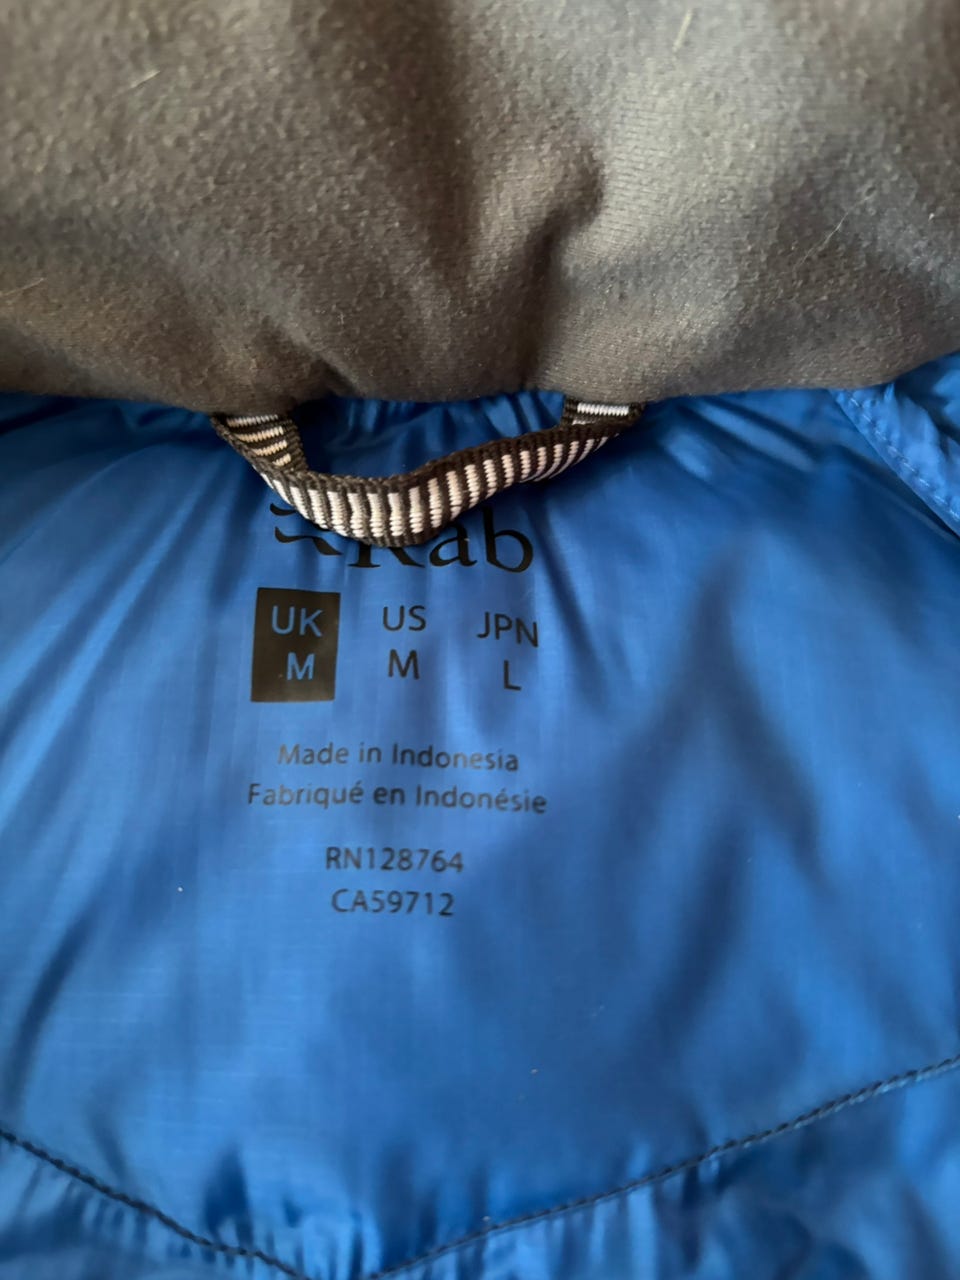 Rab
UK US JPN
M M L
Made in Indonesia
Fabriqué en Indonésie
RN128764
CA59712